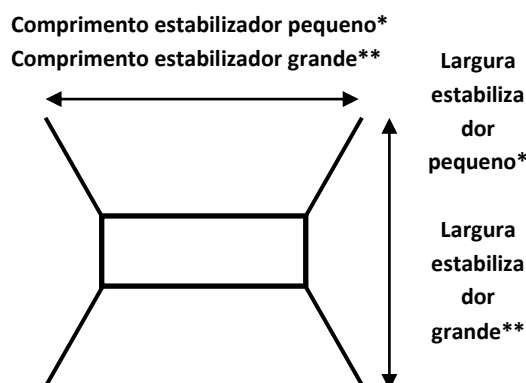 Comprimento estabilizador pequeno*
Comprimento estabilizador grande**
Largura
estabiliza
dor
pequeno*
Largura
estabiliza
dor
grande**